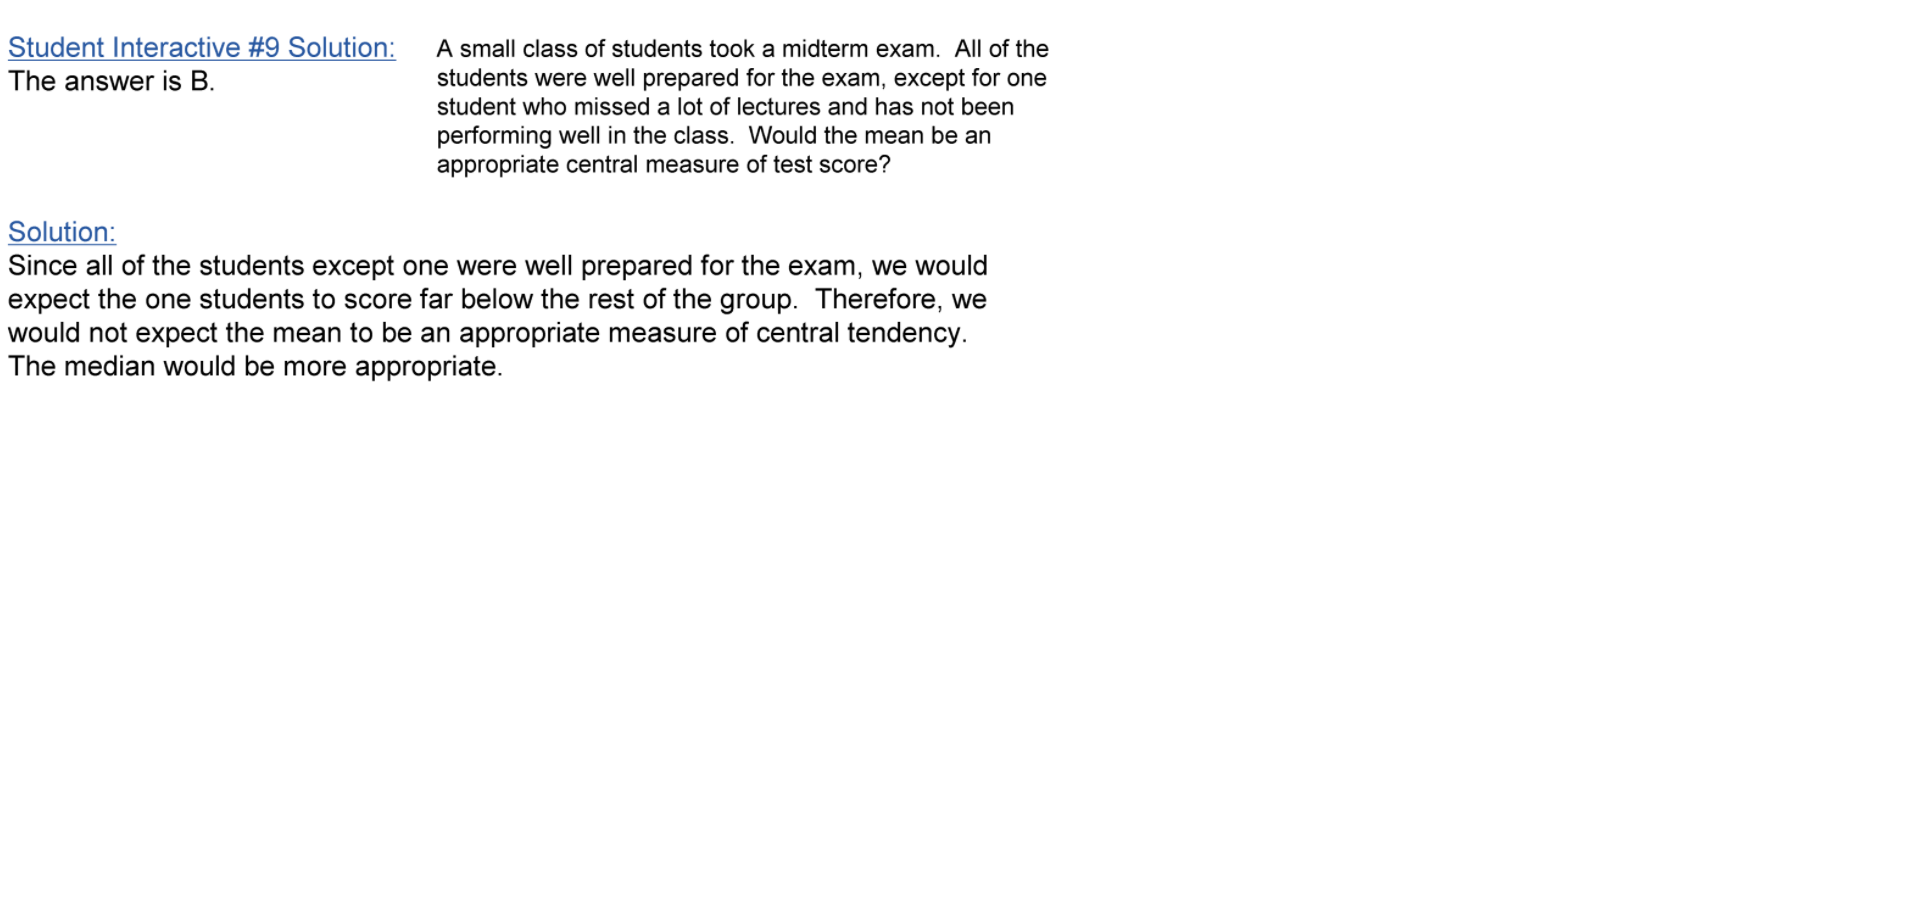 Student Interactive #9 Solution:
The answer is B.
A small class of students took a midterm exam.  All of the
students were well prepared for the exam, except for one
student who missed a lot of lectures and has not been
performing well in the class.  Would the mean be an
appropriate central measure of test score?
Solution:
Since all of the students except one were well prepared for the exam, we would
expect the one students to score far below the rest of the group.  Therefore, we
would not expect the mean to be an appropriate measure of central tendency.
The median would be more appropriate.